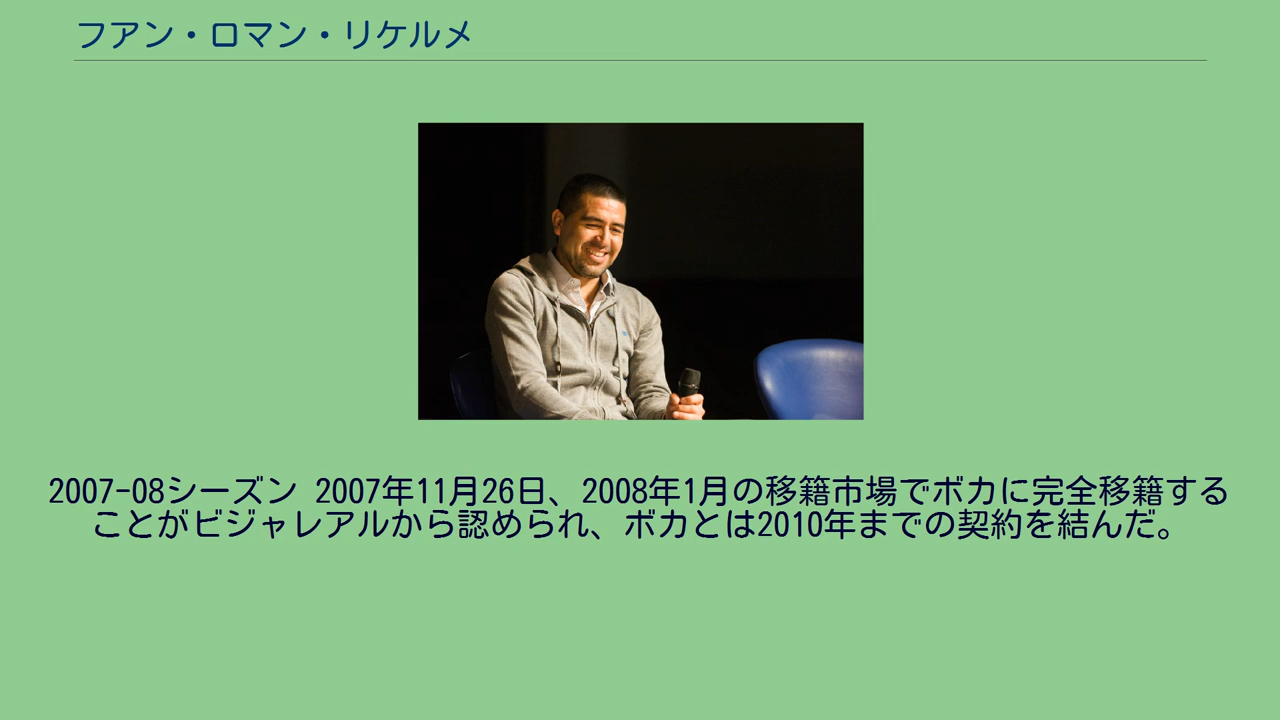 フアン・ロマン・リケルメ
2007-08シーズン 2007年11月26日、2008年1月の移籍市場でボカに完全移籍する
ことがビジャレアルから認められ、ボカとは2010年までの契約を結んだ。